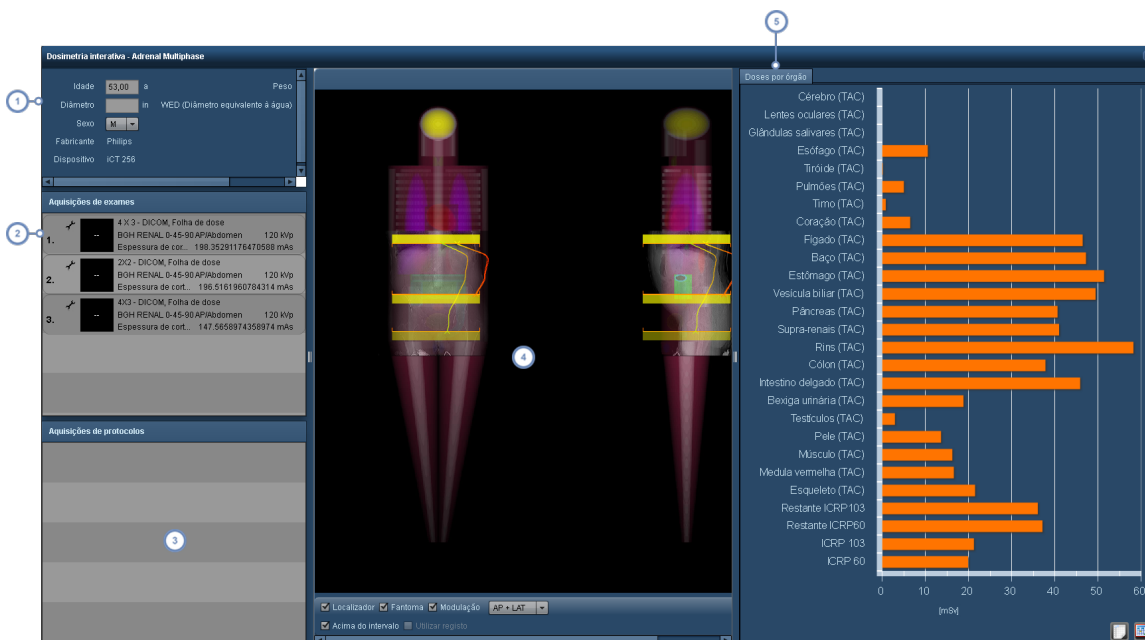 5
Dosimetria interativa - Adrenal Multiphase
1
Idade 53,00 a Peso
Diâmetro in WED (Diâmetro equivalente à água)
Sexo M
Fabricante Philips
Dispositivo iCT 256
Aquisições de exames
2
1. -- 4 X 3 - DICOM, Folha de dose
BGH RENAL 0-45-90 AP/Abdomen 120 kVp
Espessura de cor... 198.35291176470588 mAs
2. -- 2X2 - DICOM, Folha de dose
BGH RENAL 0-45-90 AP/Abdomen 120 kVp
Espessura de cort... 196.5161960784314 mAs
3. -- 4X3 - DICOM, Folha de dose
BGH RENAL 0-45-90 AP/Abdomen 120 kVp
Espessura de cort... 147.5658974358974 mAs
Aquisições de protocolos
3
4
Localizador Fantoma Modulação AP + LAT
Acima do intervalo Utilizar registo
Doses por órgão
Cérebro (TAC)
Lentes oculares (TAC)
Glândulas salivares (TAC)
Esófago (TAC)
Tiróide (TAC)
Pulmões (TAC)
Timo (TAC)
Coração (TAC)
Fígado (TAC)
Baço (TAC)
Estômago (TAC)
Vesícula biliar (TAC)
Pâncreas (TAC)
Supra-renais (TAC)
Rins (TAC)
Cólon (TAC)
Intestino delgado (TAC)
Bexiga urinária (TAC)
Testículos (TAC)
Pele (TAC)
Músculo (TAC)
Medula vermelha (TAC)
Esqueleto (TAC)
Restante ICRP103
Restante ICRP60
ICRP 103
ICRP 60
0 10 20 30 40 50 60
[mSv]